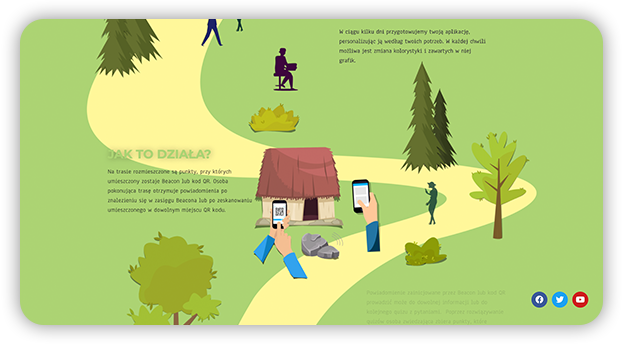 W ciągu kilku dni przygotowujemy twoją aplikację,
personalizując ją według twoich potrzeb. W każdej chwili
możliwa jest zmiana kolorystyki i zawartych w niej
grafik.
JAK TO DZIAŁA?
Na trasie rozmieszczone są punkty, przy których
umieszczony zostaje Beacon lub kod QR. Osoba
pokonująca trasę otrzymuje powiadomienia po
znalezieniu się w zasięgu Beacona lub po zeskanowaniu
umieszczonego w dowolnym miejscu QR kodu.